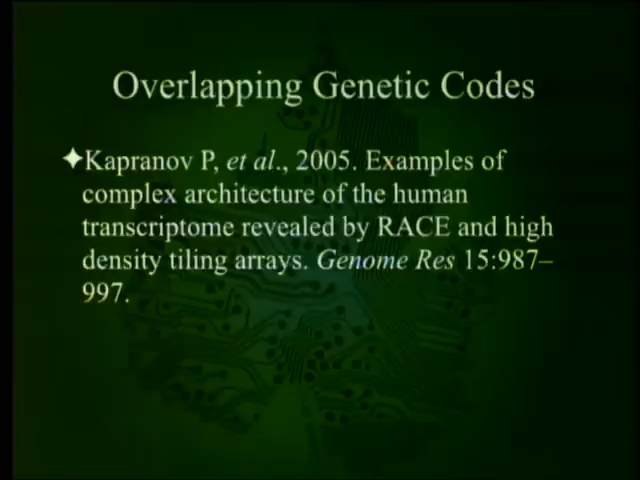 Overlapping Genetic Codes
✦Kapranov P, et al., 2005. Examples of
complex architecture of the human
transcriptome revealed by RACE and high
density tiling arrays. Genome Res 15:987–
997.